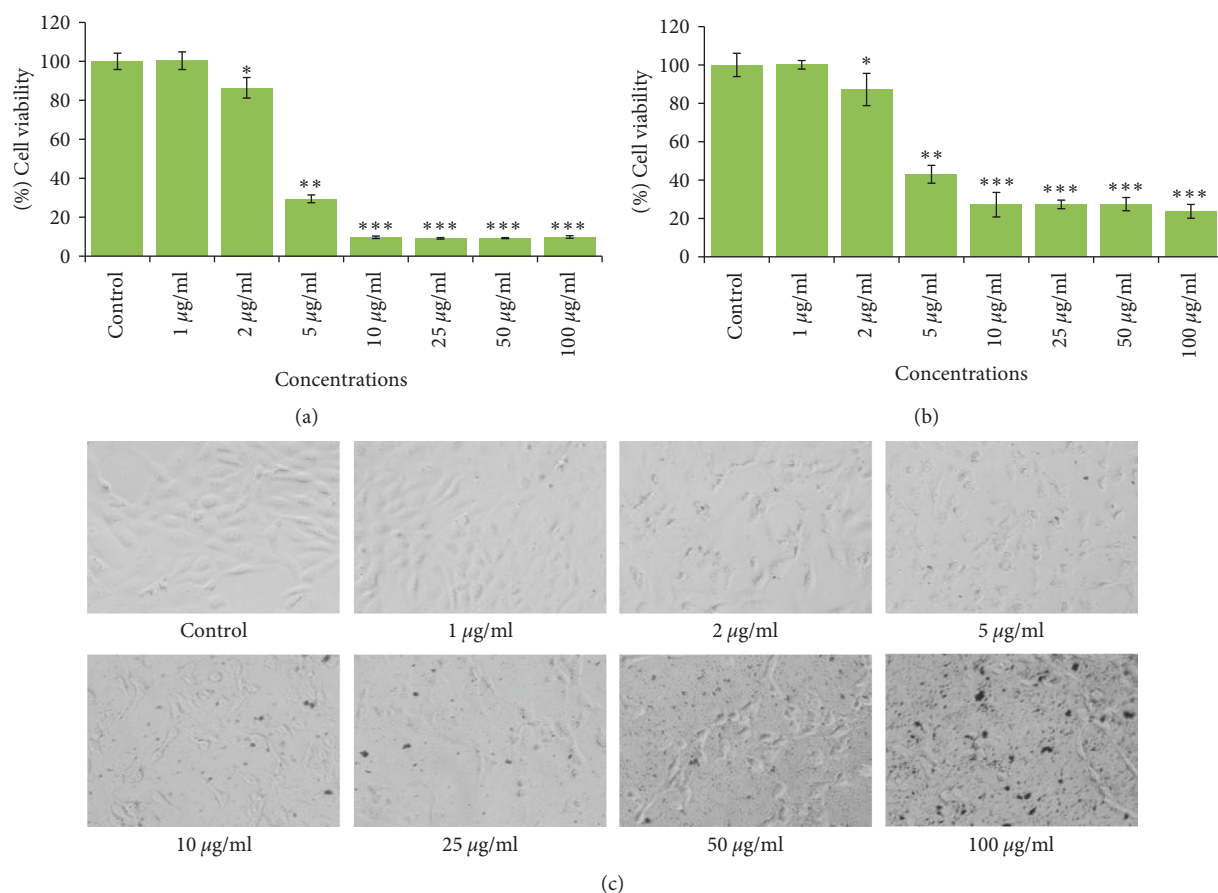 120
100
80
60
40
20
0
(%) Cell viability
*
**
***
***
***
***
Control
1 µg/ml
2 µg/ml
5 µg/ml
10 µg/ml
25 µg/ml
50 µg/ml
100 µg/ml
Concentrations
(a)
120
100
80
60
40
20
0
(%) Cell viability
*
**
***
***
***
***
Control
1 µg/ml
2 µg/ml
5 µg/ml
10 µg/ml
25 µg/ml
50 µg/ml
100 µg/ml
Concentrations
(b)
Control
1 µg/ml
2 µg/ml
5 µg/ml
10 µg/ml
25 µg/ml
50 µg/ml
100 µg/ml
(c)